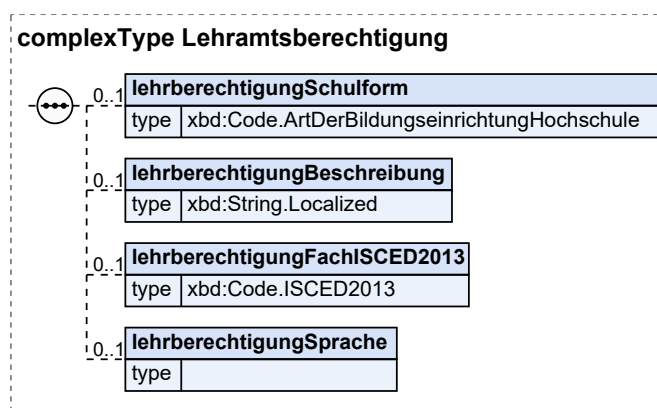 complexType Lehramtsberechtigung
0..1 lehrberechtigungSchulform
type xbd:Code.ArtDerBildungseinrichtungHochschule
0..1 lehrberechtigungBeschreibung
type xbd:String.Localized
0..1 lehrberechtigungFachISCED2013
type xbd:Code.ISCED2013
0..1 lehrberechtigungSprache
type